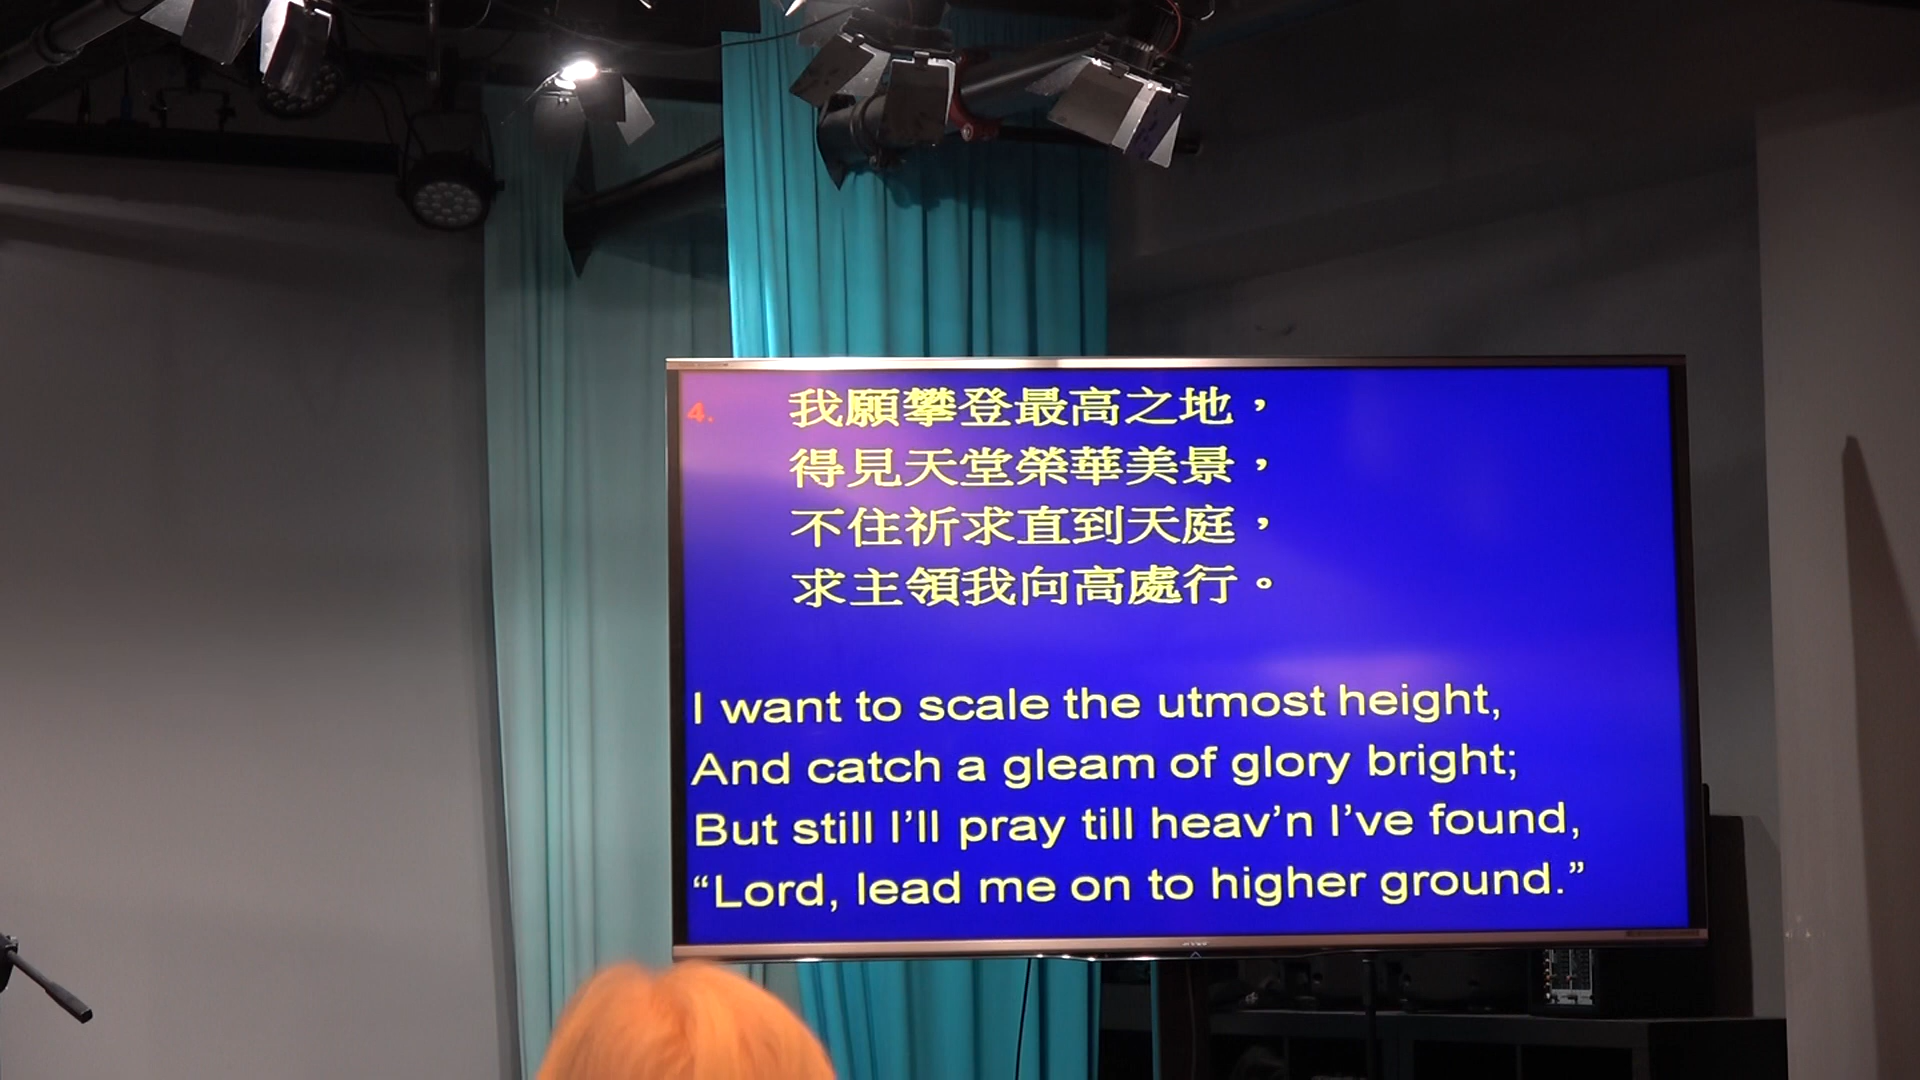 4. 我願攀登最高之地，
得見天堂榮華美景，
不住祈求直到天庭，
求主領我向高處行。
I want to scale the utmost height,
And catch a gleam of glory bright;
But still I’ll pray till heav’n I’ve found,
“Lord, lead me on to higher ground.”